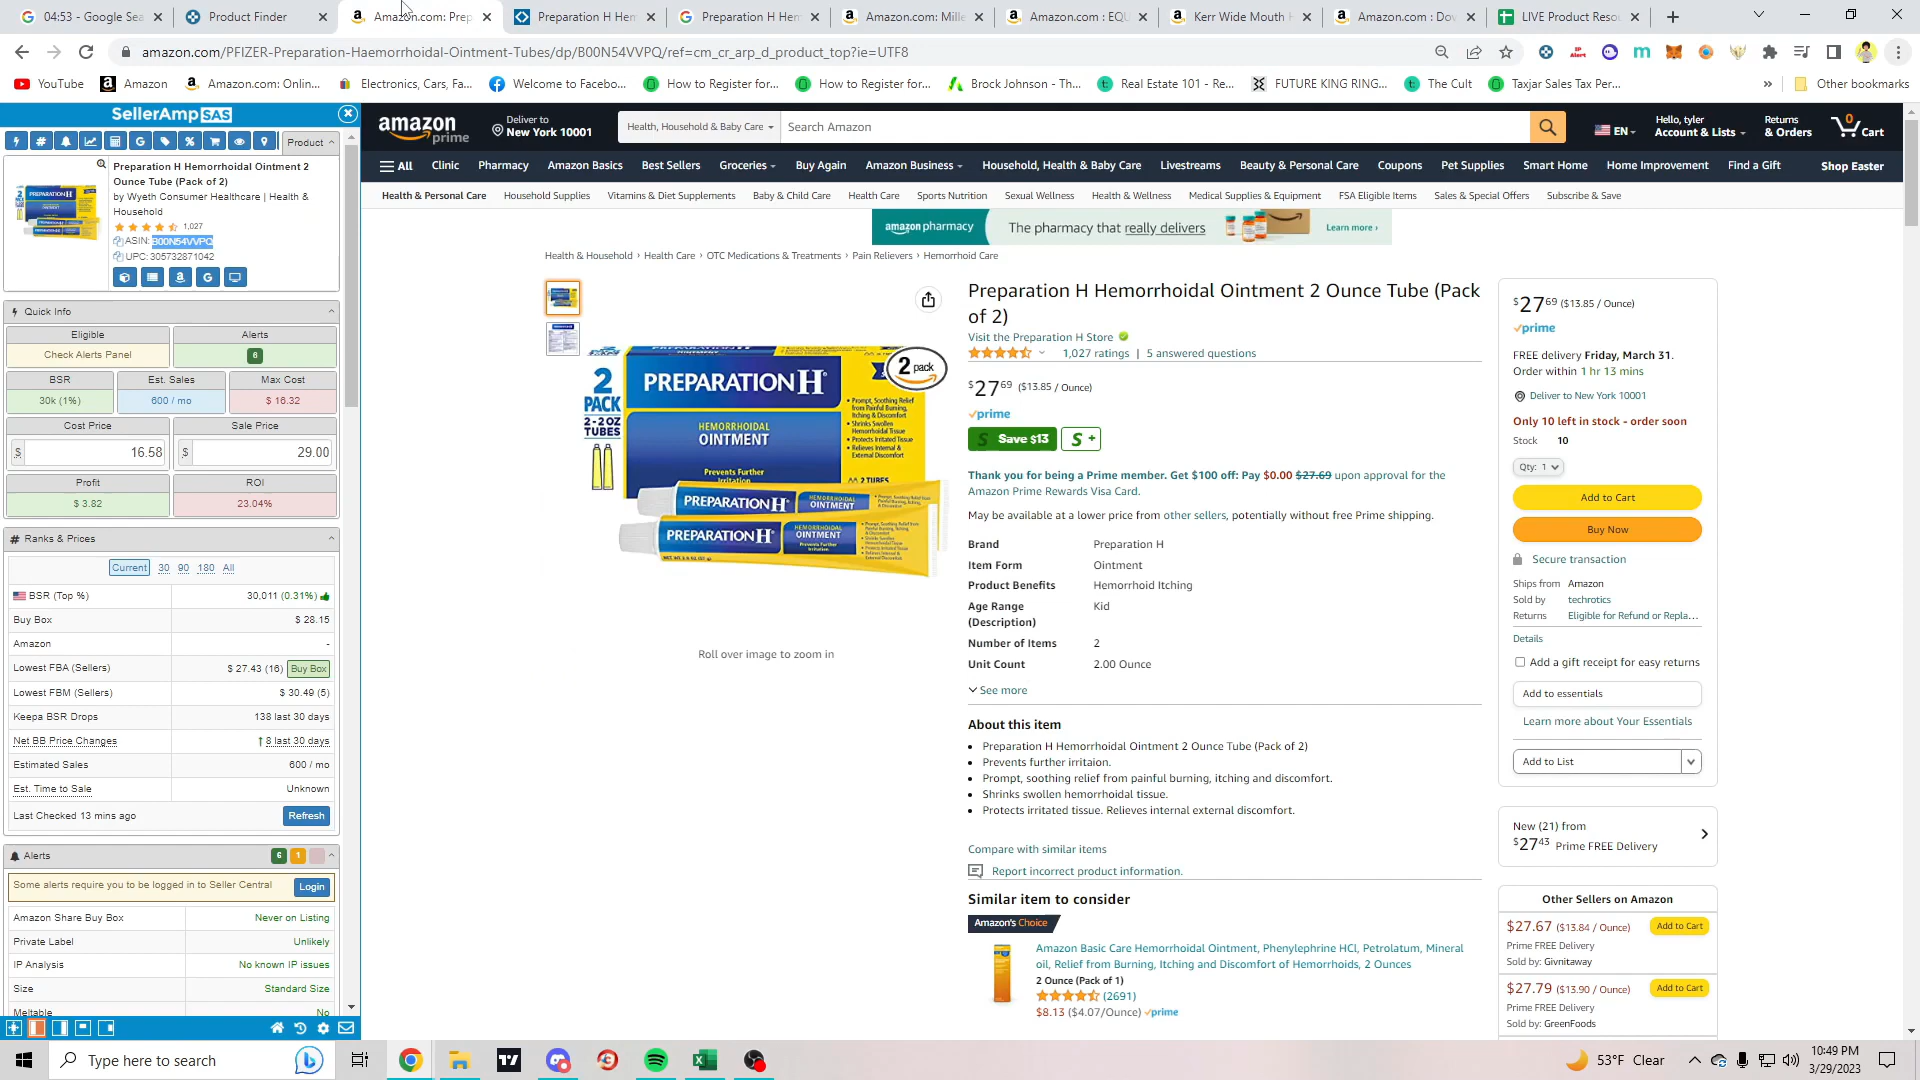 04:53 - Google Sea
Product Finder
Amazon.com: Prep
Preparation H Hem
Preparation H Hem
Amazon.com: Mille
Amazon.com : EQU
Kerr Wide Mouth
Amazon.com : Dov
LIVE Product Reso
amazon.com/PFIZER-Preparation-Haemorrhoidal-Ointment-Tubes/dp/B00N54VVPQ/ref=cm_cr_arp_d_product_top?ie=UTF8
YouTube
Amazon
Amazon.com: Onlin...
Electronics, Cars, Fa...
Welcome to Facebo...
How to Register for...
How to Register for...
Brock Johnson - Th...
Real Estate 101 - Re...
FUTURE KING RING...
The Cult
Taxjar Sales Tax Per...
Other bookmarks
SellerAmp SAS
Product
Preparation H Hemorrhoidal Ointment 2
Ounce Tube (Pack of 2)
by Wyeth Consumer Healthcare | Health &
Household
1,027
ASIN: B00N54VVPQ
UPC: 305732871042
Quick Info
Eligible
Alerts
Check Alerts Panel
6
BSR
Est. Sales
Max Cost
30k (1%)
600 / mo
$ 16.32
Cost Price
Sale Price
$ 16.58
$ 29.00
Profit
ROI
$ 3.82
23.04%
Ranks & Prices
Current 30 90 180 All
BSR (Top %) 30,011 (0.31%)
Buy Box $ 28.15
Amazon -
Lowest FBA (Sellers) $ 27.43 (16) Buy Box
Lowest FBM (Sellers) $ 30.49 (5)
Keepa BSR Drops 138 last 30 days
Net BB Price Changes 8 last 30 days
Estimated Sales 600 / mo
Est. Time to Sale Unknown
Last Checked 13 mins ago Refresh
Alerts 6 1
Some alerts require you to be logged in to Seller Central Login
Amazon Share Buy Box Never on Listing
Private Label Unlikely
IP Analysis No known IP issues
Size Standard Size
Meltable No
amazon prime
Deliver to
New York 10001
Health, Household & Baby Care
Search Amazon
EN
Hello, tyler
Account & Lists
Returns
& Orders
0
Cart
All
Clinic
Pharmacy
Amazon Basics
Best Sellers
Groceries
Buy Again
Amazon Business
Household, Health & Baby Care
Livestreams
Beauty & Personal Care
Coupons
Pet Supplies
Smart Home
Home Improvement
Find a Gift
Shop Easter
Health & Personal Care
Household Supplies
Vitamins & Diet Supplements
Baby & Child Care
Health Care
Sports Nutrition
Sexual Wellness
Health & Wellness
Medical Supplies & Equipment
FSA Eligible Items
Sales & Special Offers
Subscribe & Save
amazon pharmacy
The pharmacy that really delivers
Learn more ›
Health & Household › Health Care › OTC Medications & Treatments › Pain Relievers › Hemorrhoid Care
2 pack
2
PACK
2-2 OZ
TUBES
PREPARATION H
HEMORRHOIDAL
OINTMENT
Prevents Further
Irritation
2 TUBES
PREPARATION H HEMORRHOIDAL OINTMENT
PREPARATION H HEMORRHOIDAL OINTMENT
Roll over image to zoom in
Preparation H Hemorrhoidal Ointment 2 Ounce Tube (Pack
of 2)
Visit the Preparation H Store
1,027 ratings | 5 answered questions
$27 69 ($13.85 / Ounce)
prime
S Save $13
S +
Thank you for being a Prime member. Get $100 off: Pay $0.00 $27.69 upon approval for the
Amazon Prime Rewards Visa Card.
May be available at a lower price from other sellers, potentially without free Prime shipping.
Brand Preparation H
Item Form Ointment
Product Benefits Hemorrhoid Itching
Age Range Kid
(Description)
Number of Items 2
Unit Count 2.00 Ounce
See more
About this item
• Preparation H Hemorrhoidal Ointment 2 Ounce Tube (Pack of 2)
• Prevents further irritaion.
• Prompt, soothing relief from painful burning, itching and discomfort.
• Shrinks swollen hemorrhoidal tissue.
• Protects irritated tissue. Relieves internal external discomfort.
Compare with similar items
Report incorrect product information.
Similar item to consider
Amazon's Choice
Amazon Basic Care Hemorrhoidal Ointment, Phenylephrine HCl, Petrolatum, Mineral
oil, Relief from Burning, Itching and Discomfort of Hemorrhoids, 2 Ounces
2 Ounce (Pack of 1)
(2691)
$8.13 ($4.07/Ounce) prime
$27 69 ($13.85 / Ounce)
prime
FREE delivery Friday, March 31.
Order within 1 hr 13 mins
Deliver to New York 10001
Only 10 left in stock - order soon
Stock 10
Qty: 1
Add to Cart
Buy Now
Secure transaction
Ships from Amazon
Sold by techrotics
Returns Eligible for Refund or Repla...
Details
Add a gift receipt for easy returns
Add to essentials
Learn more about Your Essentials
Add to List
New (21) from
$27 43 Prime FREE Delivery
Other Sellers on Amazon
$27.67 ($13.84 / Ounce) Add to Cart
Prime FREE Delivery
Sold by: Givnitaway
$27.79 ($13.90 / Ounce) Add to Cart
Prime FREE Delivery
Sold by: GreenFoods
Type here to search
53°F Clear
10:49 PM
3/29/2023